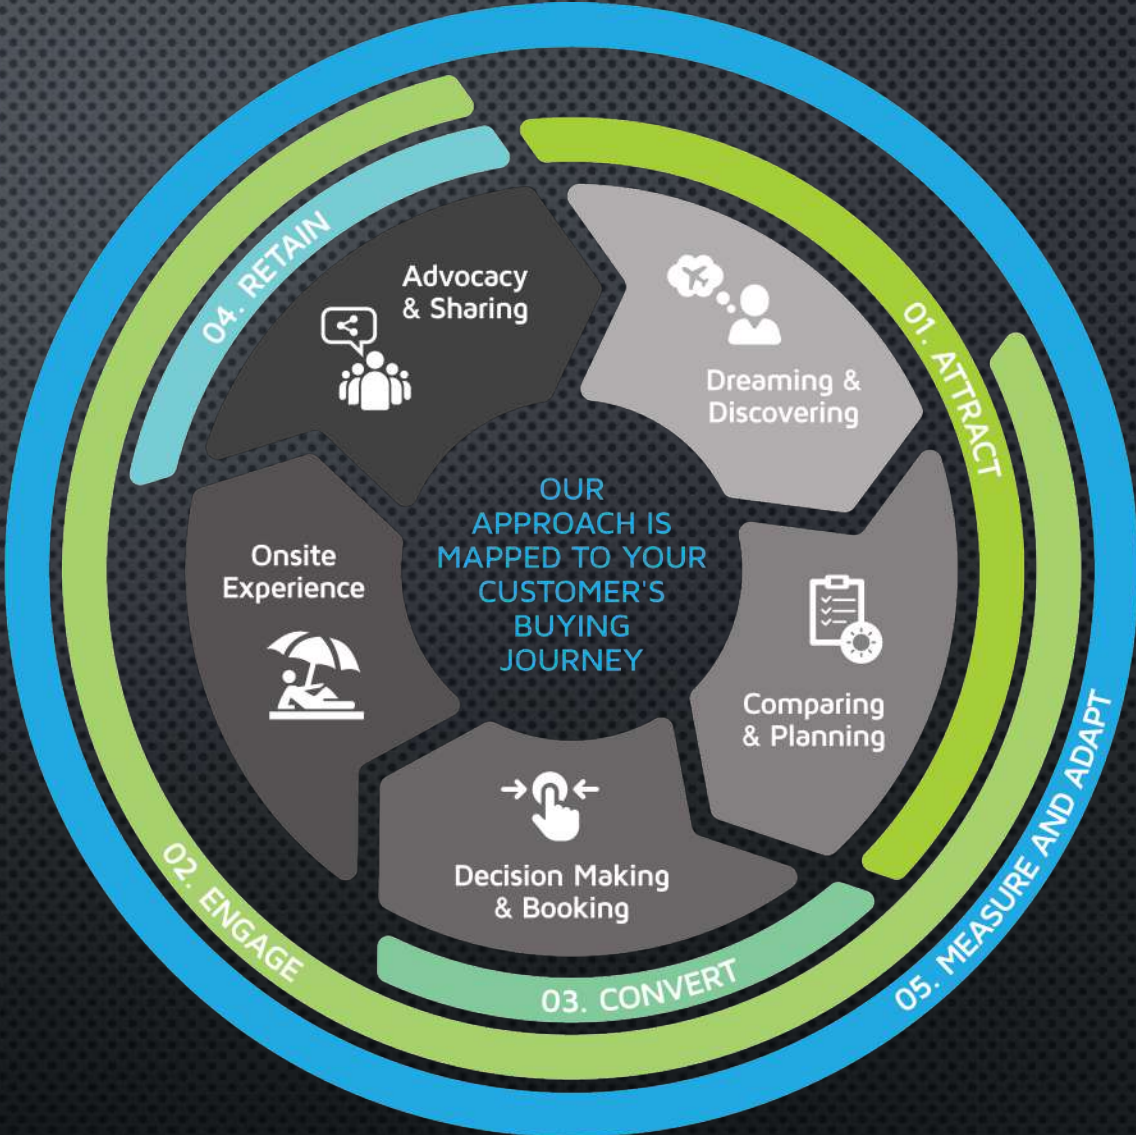 OUR
APPROACH IS
MAPPED TO YOUR
CUSTOMER'S
BUYING
JOURNEY
Dreaming &
Discovering
Comparing
& Planning
Decision Making
& Booking
Onsite
Experience
Advocacy
& Sharing
01. ATTRACT
02. ENGAGE
03. CONVERT
04. RETAIN
05. MEASURE AND ADAPT